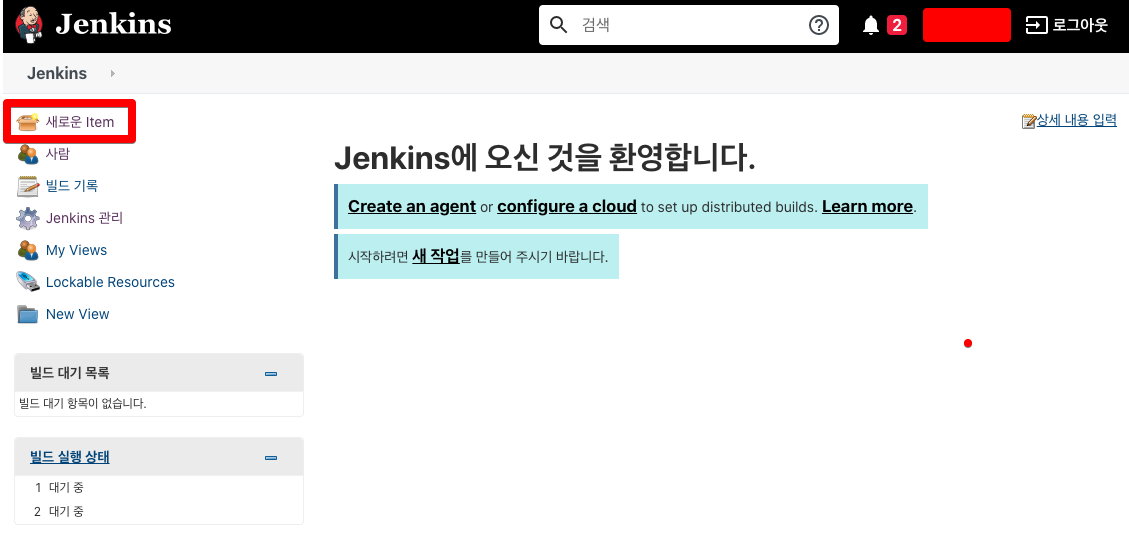 Jenkins
검색
2
로그아웃
Jenkins
새로운 Item
사람
빌드 기록
Jenkins 관리
My Views
Lockable Resources
New View
빌드 대기 목록
빌드 대기 항목이 없습니다.
빌드 실행 상태
1 대기 중
2 대기 중
상세 내용 입력
Jenkins에 오신 것을 환영합니다.
Create an agent or configure a cloud to set up distributed builds. Learn more.
시작하려면 새 작업를 만들어 주시기 바랍니다.